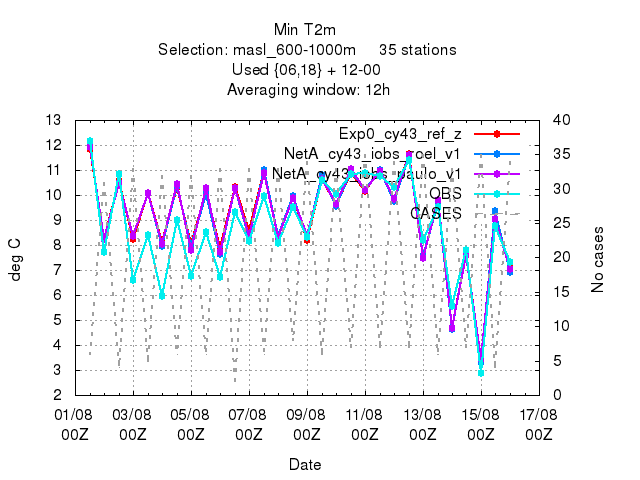 Min T2m
Selection: masl_600-1000m 35 stations
Used {06,18} + 12-00
Averaging window: 12h
Exp0_cy43_ref_z
NetA_cy43_iobs_rcel_v1
NetA_cy43_iobs_paulo_v1
OBS
CASES
deg C
13
12
11
10
9
8
7
6
5
4
3
2
40
35
30
25
20
15
10
5
0
No cases
01/08 03/08 05/08 07/08 09/08 11/08 13/08 15/08 17/08
00Z 00Z 00Z 00Z 00Z 00Z 00Z 00Z 00Z
Date